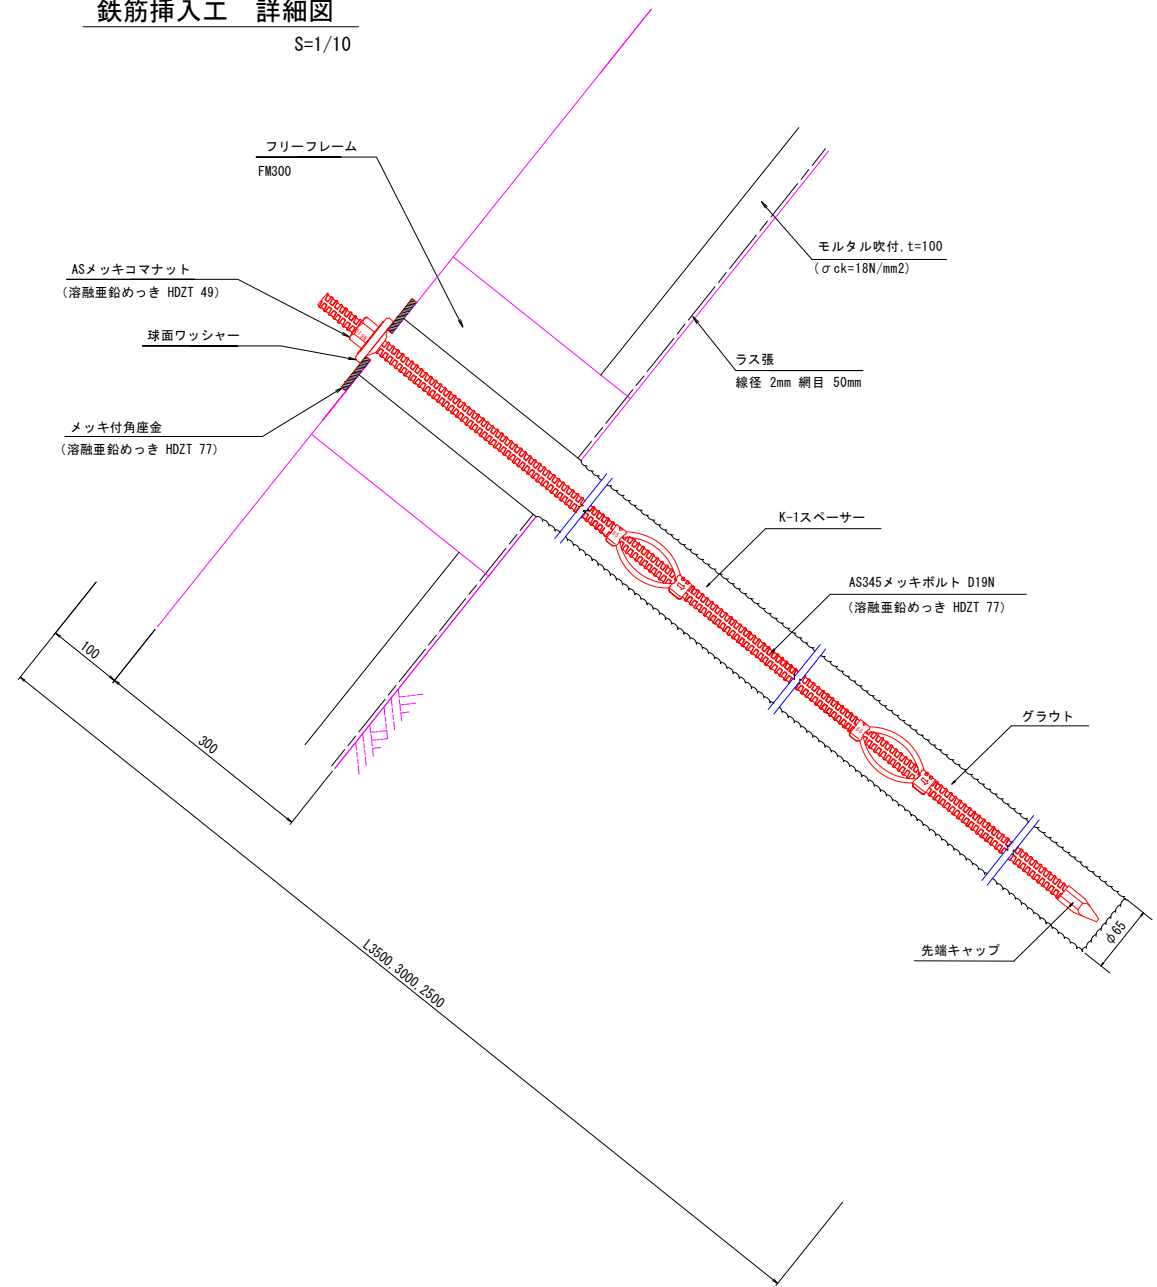 鉄筋挿入工　詳細図
S=1/10
フリーフレーム
FM300
モルタル吹付, t=100
(σck=18N/mm2)
ASメッキコマナット
(溶融亜鉛めっき HDZT 49)
球面ワッシャー
ラス張
線径 2mm 網目 50mm
メッキ付角座金
(溶融亜鉛めっき HDZT 77)
K-1スペーサー
AS345メッキボルト D19N
(溶融亜鉛めっき HDZT 77)
100
300
グラウト
先端キャップ
φ65
L3500, 3000, 2500